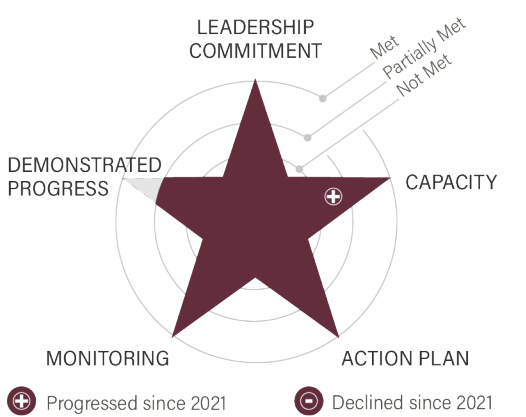 LEADERSHIP
COMMITMENT
Met
Partially Met
Not Met
DEMONSTRATED
PROGRESS
CAPACITY
MONITORING
ACTION PLAN
Progressed since 2021
Declined since 2021